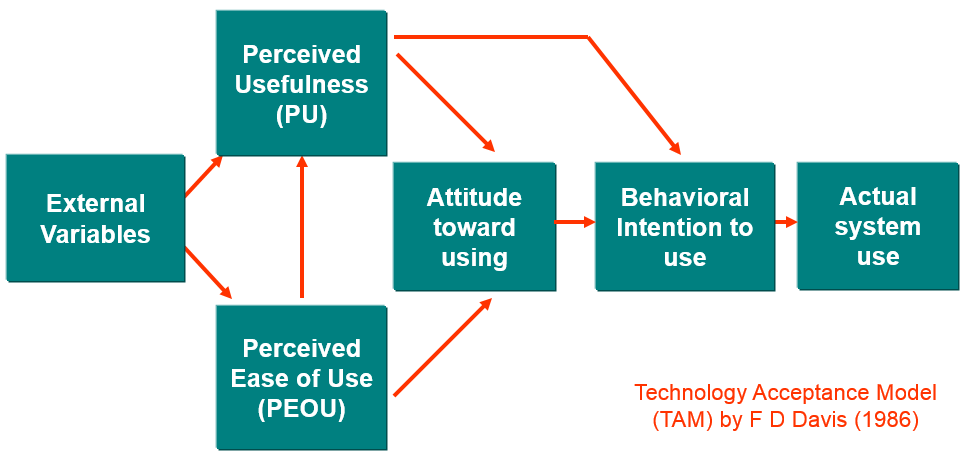 Perceived
Usefulness
(PU)
External
Variables
Perceived
Ease of Use
(PEOU)
Attitude
toward
using
Behavioral
Intention to
use
Actual
system
use
Technology Acceptance Model
(TAM) by F D Davis (1986)